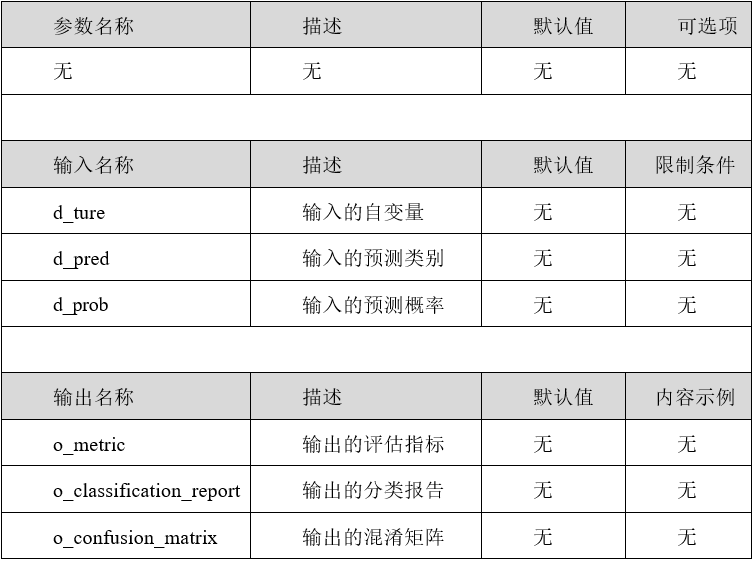 参数名称 描述 默认值 可选项
无 无 无 无
输入名称 描述 默认值 限制条件
d_ture 输入的自变量 无 无
d_pred 输入的预测类别 无 无
d_prob 输入的预测概率 无 无
输出名称 描述 默认值 内容示例
o_metric 输出的评估指标 无 无
o_classification_report 输出的分类报告 无 无
o_confusion_matrix 输出的混淆矩阵 无 无